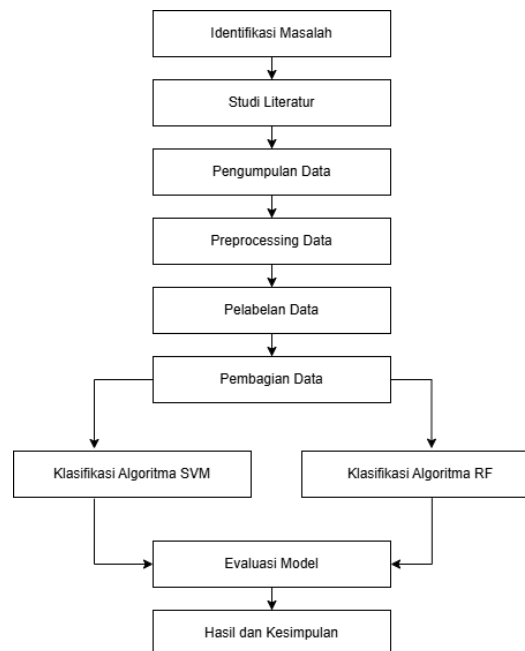 Identifikasi Masalah
Studi Literatur
Pengumpulan Data
Preprocessing Data
Pelabelan Data
Pembagian Data
Klasifikasi Algoritma SVM
Klasifikasi Algoritma RF
Evaluasi Model
Hasil dan Kesimpulan